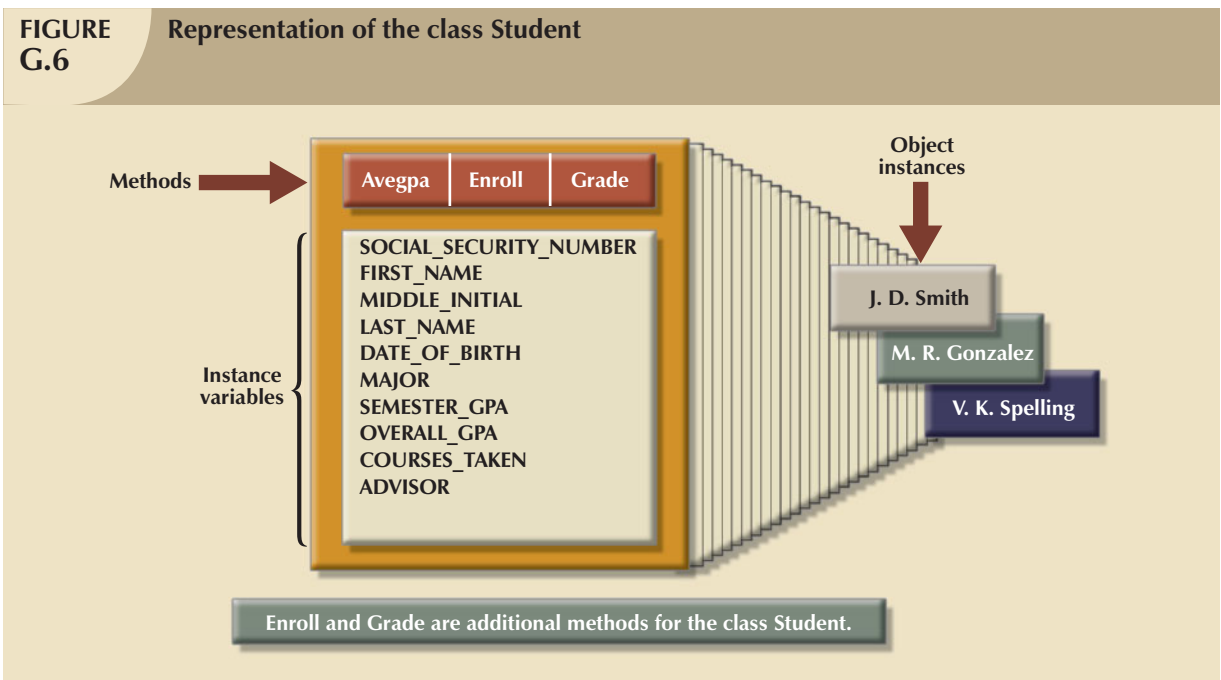 FIGURE
G.6
Representation of the class Student
Methods
Avegpa
Enroll
Grade
Object
instances
Instance
variables
SOCIAL_SECURITY_NUMBER
FIRST_NAME
MIDDLE_INITIAL
LAST_NAME
DATE_OF_BIRTH
MAJOR
SEMESTER_GPA
OVERALL_GPA
COURSES_TAKEN
ADVISOR
J. D. Smith
M. R. Gonzalez
V. K. Spelling
Enroll and Grade are additional methods for the class Student.